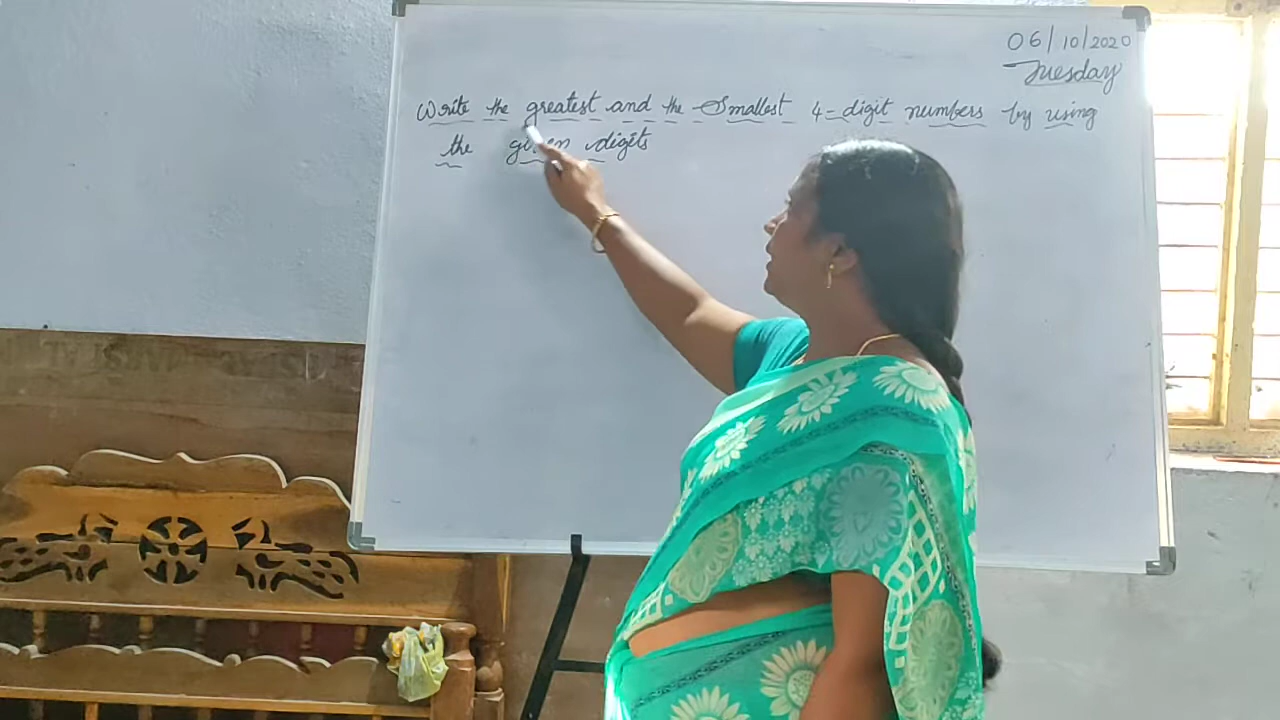 06/10/2020
Tuesday
Write the greatest and the Smallest 4-digit numbers by using
the given digits